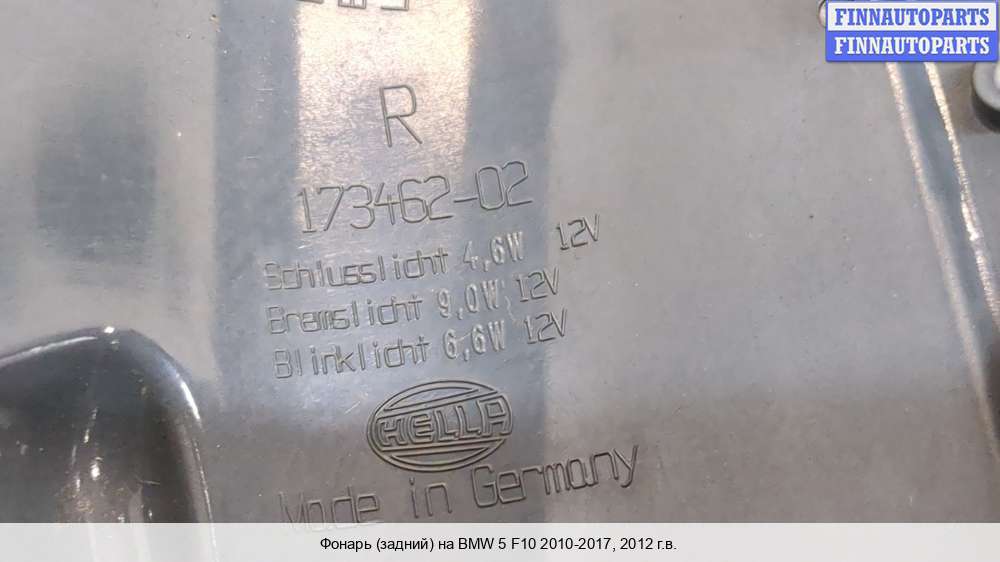 FINNAUTOPARTS
FINNAUTOPARTS
R
173462-02
Schlusslicht 4,6W 12V
Bremslicht 9,0W 12V
Blinklicht 6,6W 12V
HELLA
Made in Germany
Фонарь (задний) на BMW 5 F10 2010-2017, 2012 г.в.